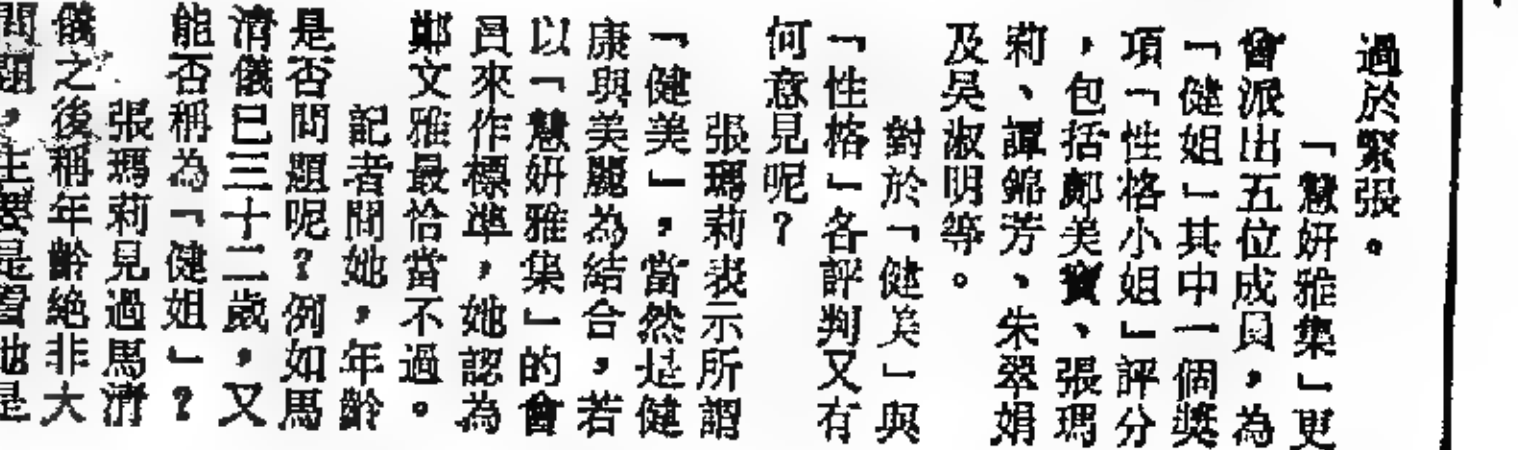 過於緊張。
「慧妍雅集」更
會派出五位成員，為
「健姐」其中一個獎
項「性格小姐」評分
，包括鄺美寶、張瑪
莉、譚錦芳、朱翠娟
及吳淑明等。
對於「健美」與
「性格」各評判又有
何意見呢？
張瑪莉表示所謂
「健美」，當然是健
康與美麗為結合，若
以「慧妍雅集」的會
員來作標準，她認為
鄭文雅最恰當不過。
記者問她，年齡
是否問題呢？例如馬
清儀已三十二歲，又
能否稱為「健姐」？
張瑪莉見過馬清
儀之後稱年齡絕非大
問題，主要是看她是